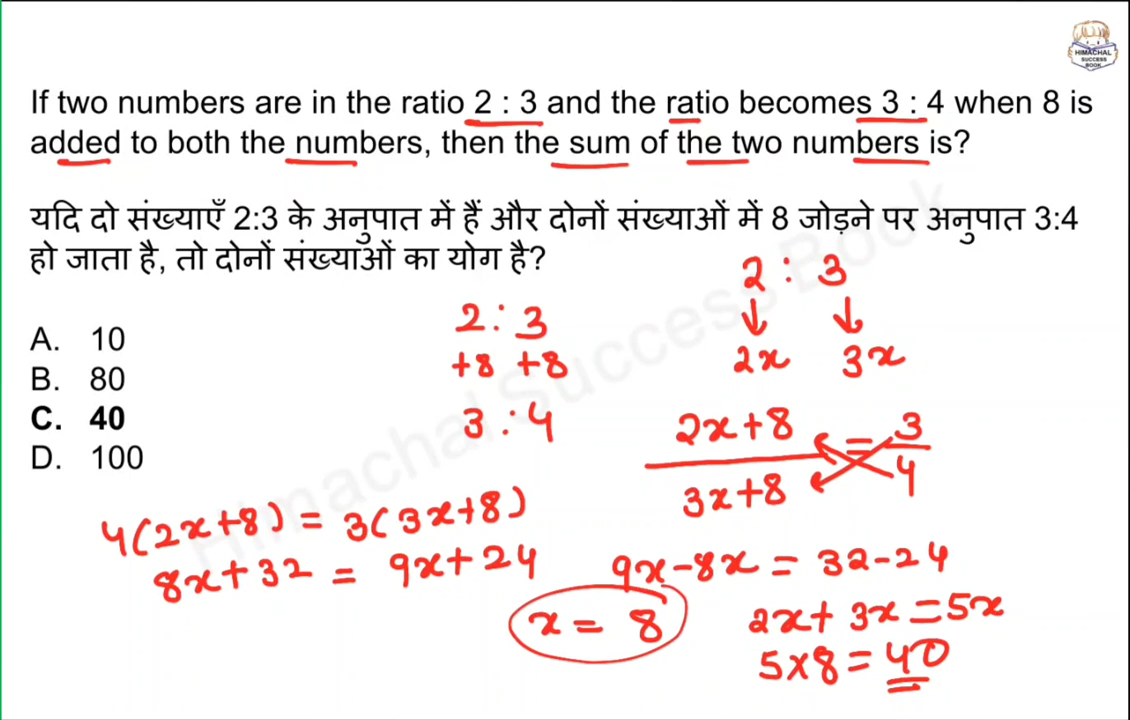 HIMACHAL
SUCCESS
BOOK
If two numbers are in the ratio 2 : 3 and the ratio becomes 3 : 4 when 8 is
added to both the numbers, then the sum of the two numbers is?
यदि दो संख्याएँ 2:3 के अनुपात में हैं और दोनों संख्याओं में 8 जोड़ने पर अनुपात 3:4
हो जाता है, तो दोनों संख्याओं का योग है?
A. 10
B. 80
C. 40
D. 100
2 : 3
+8 +8
3 : 4
2 : 3
↓ ↓
2x 3x
2x+8 = 3
3x+8 4
4(2x+8) = 3(3x+8)
8x+32 = 9x+24
9x-8x = 32-24
x = 8
2x+3x=5x
5x8=40
Himachal Success Book